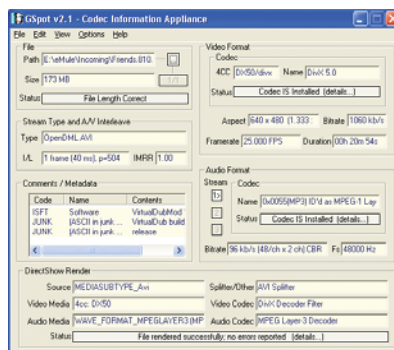 GSpot v2.1 - Codec Information Appliance
File Edit View Options Help
File
Path E:\eMule\Incoming\Friends.810.
Size 173 MB
1/1
Status File Length Correct
Stream Type and A/V Interleave
Type OpenDML AVI
I/L 1 frame (40 ms), p=504 IMRR 1.00
Comments / Metadata
Code Name Contents
ISFT Software VirtualDubMod
JUNK (ASCII in junk ... VirtualDub build
JUNK (ASCII in junk ... release
Video Format
Codec
4CC DX50/divx Name DivX 5.0
Status Codec IS Installed (details...)
Aspect 640 x 480 (1.333: Bitrate 1060 kb/s
Framerate 25.000 FPS Duration 00h 20m 54s
Audio Format
Stream Codec
1>
2
3
Name 0x0055(MP3) ID'd as MPEG-1 Lay
Status Codec IS Installed (details...)
Bitrate 96 kb/s (48/ch x 2 ch) CBR Fs 48000 Hz
DirectShow Render
Source MEDIASUBTYPE_Avi Splitter/Other AVI Splitter
Video Media 4cc: DX50 Video Codec DivX Decoder Filter
Audio Media WAVE_FORMAT_MPEGLAYER3 (MP Audio Codec MPEG Layer-3 Decoder
Status File rendered successfully; no errors reported (details...)